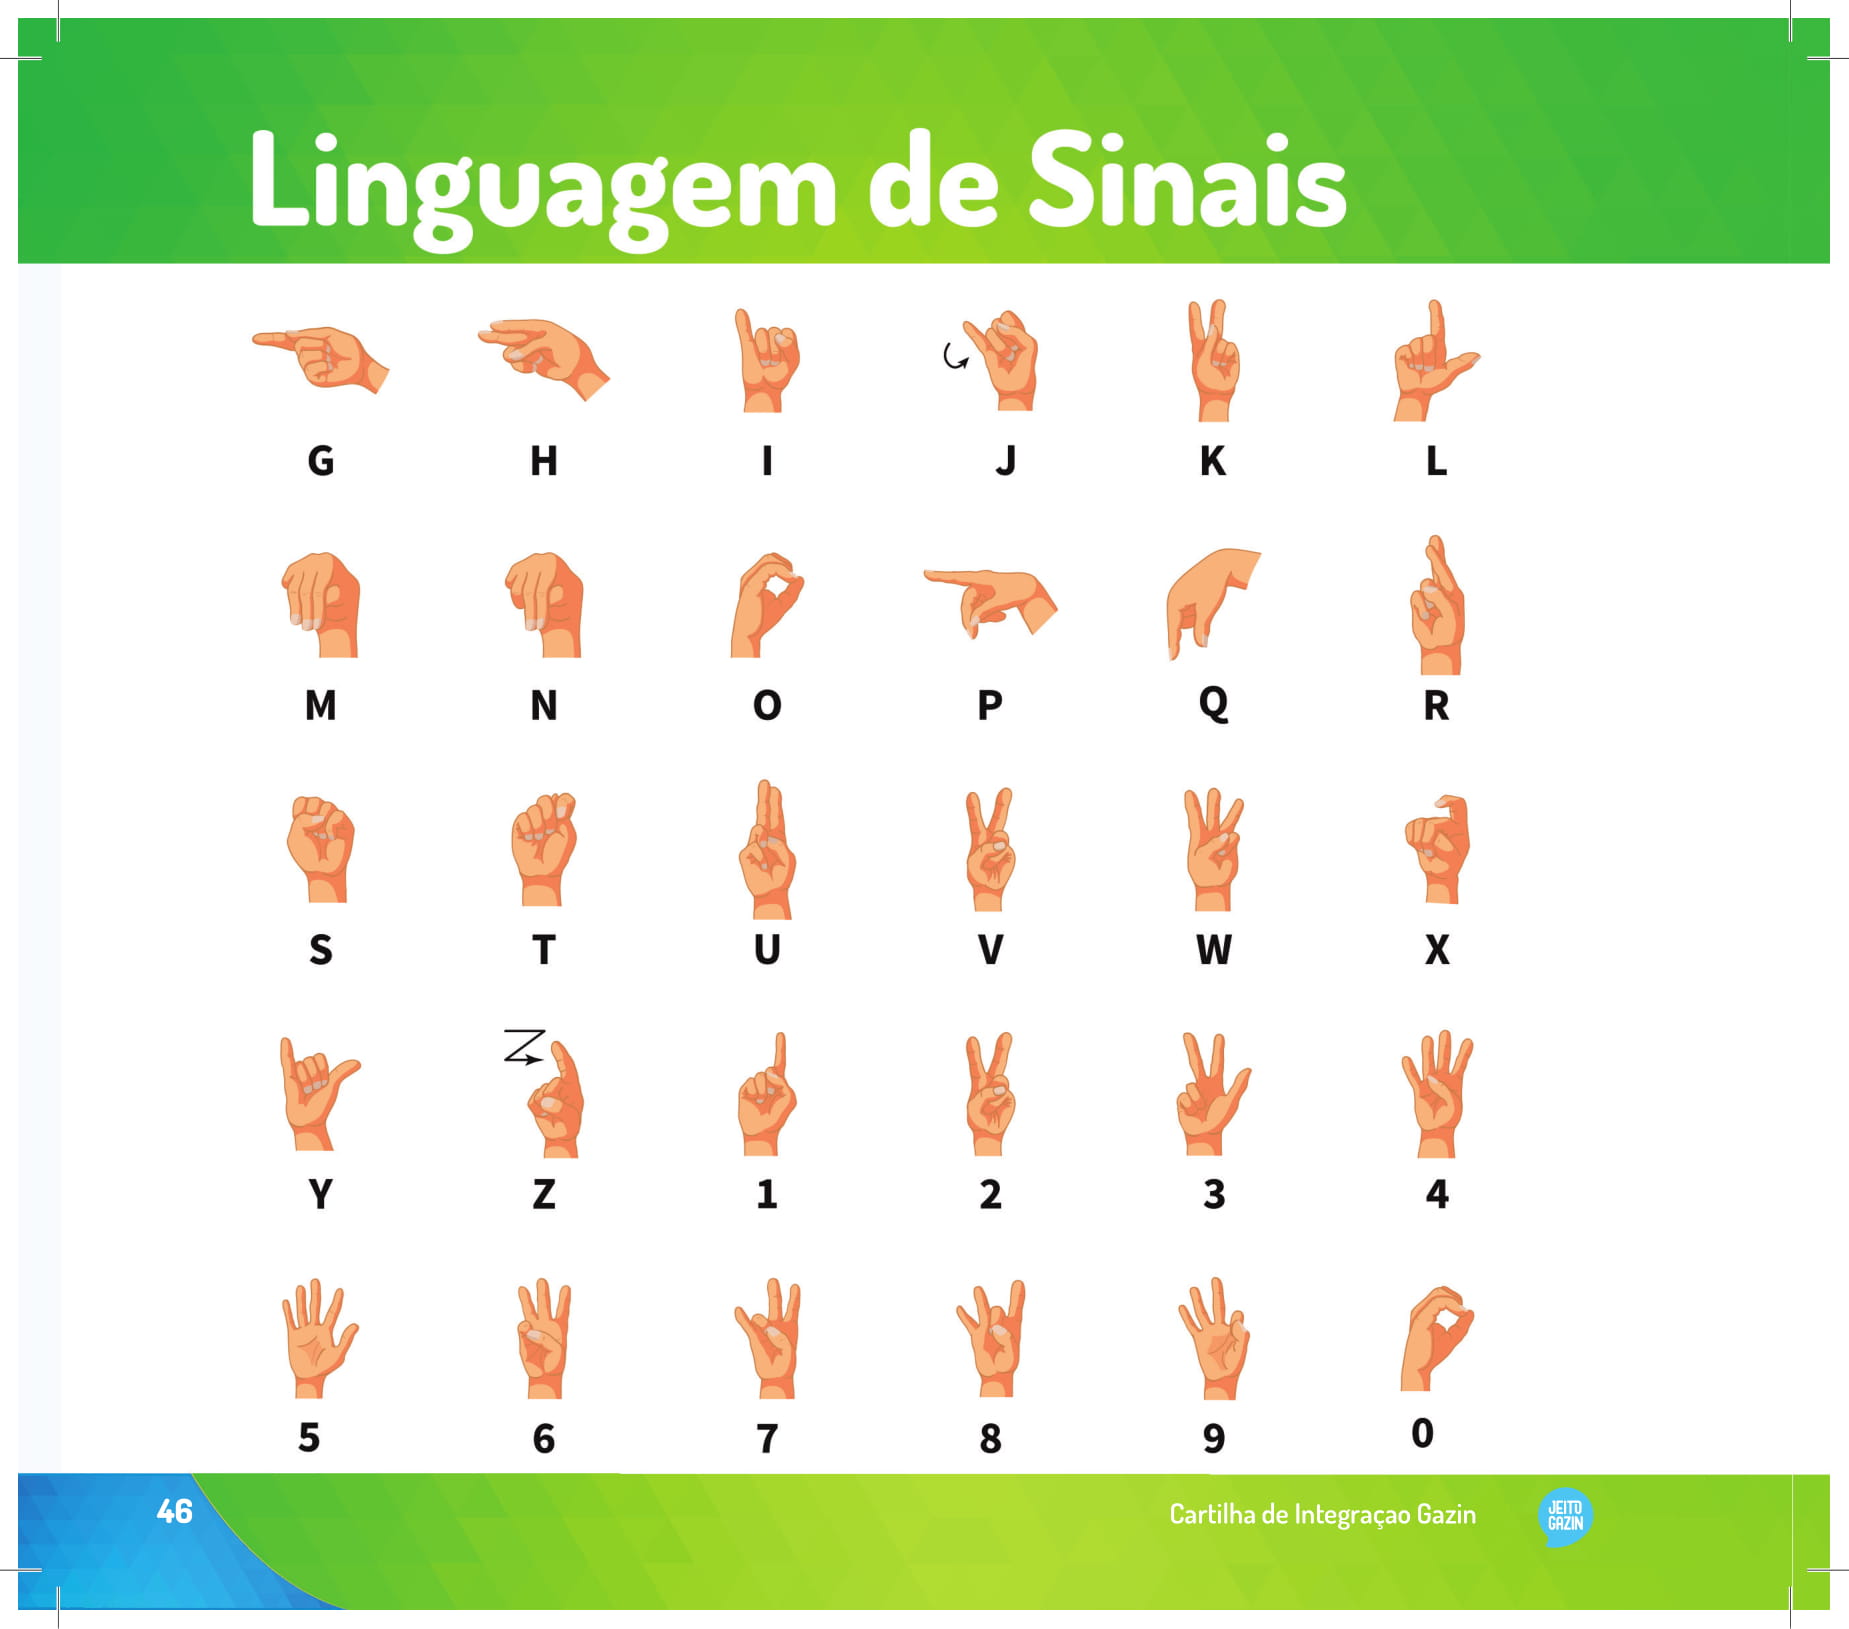 Linguagem de Sinais
G H I J K L
M N O P Q R
S T U V W X
Y Z 1 2 3 4
5 6 7 8 9 0
46
Cartilha de Integraçao Gazin
JEITO
GAZIN